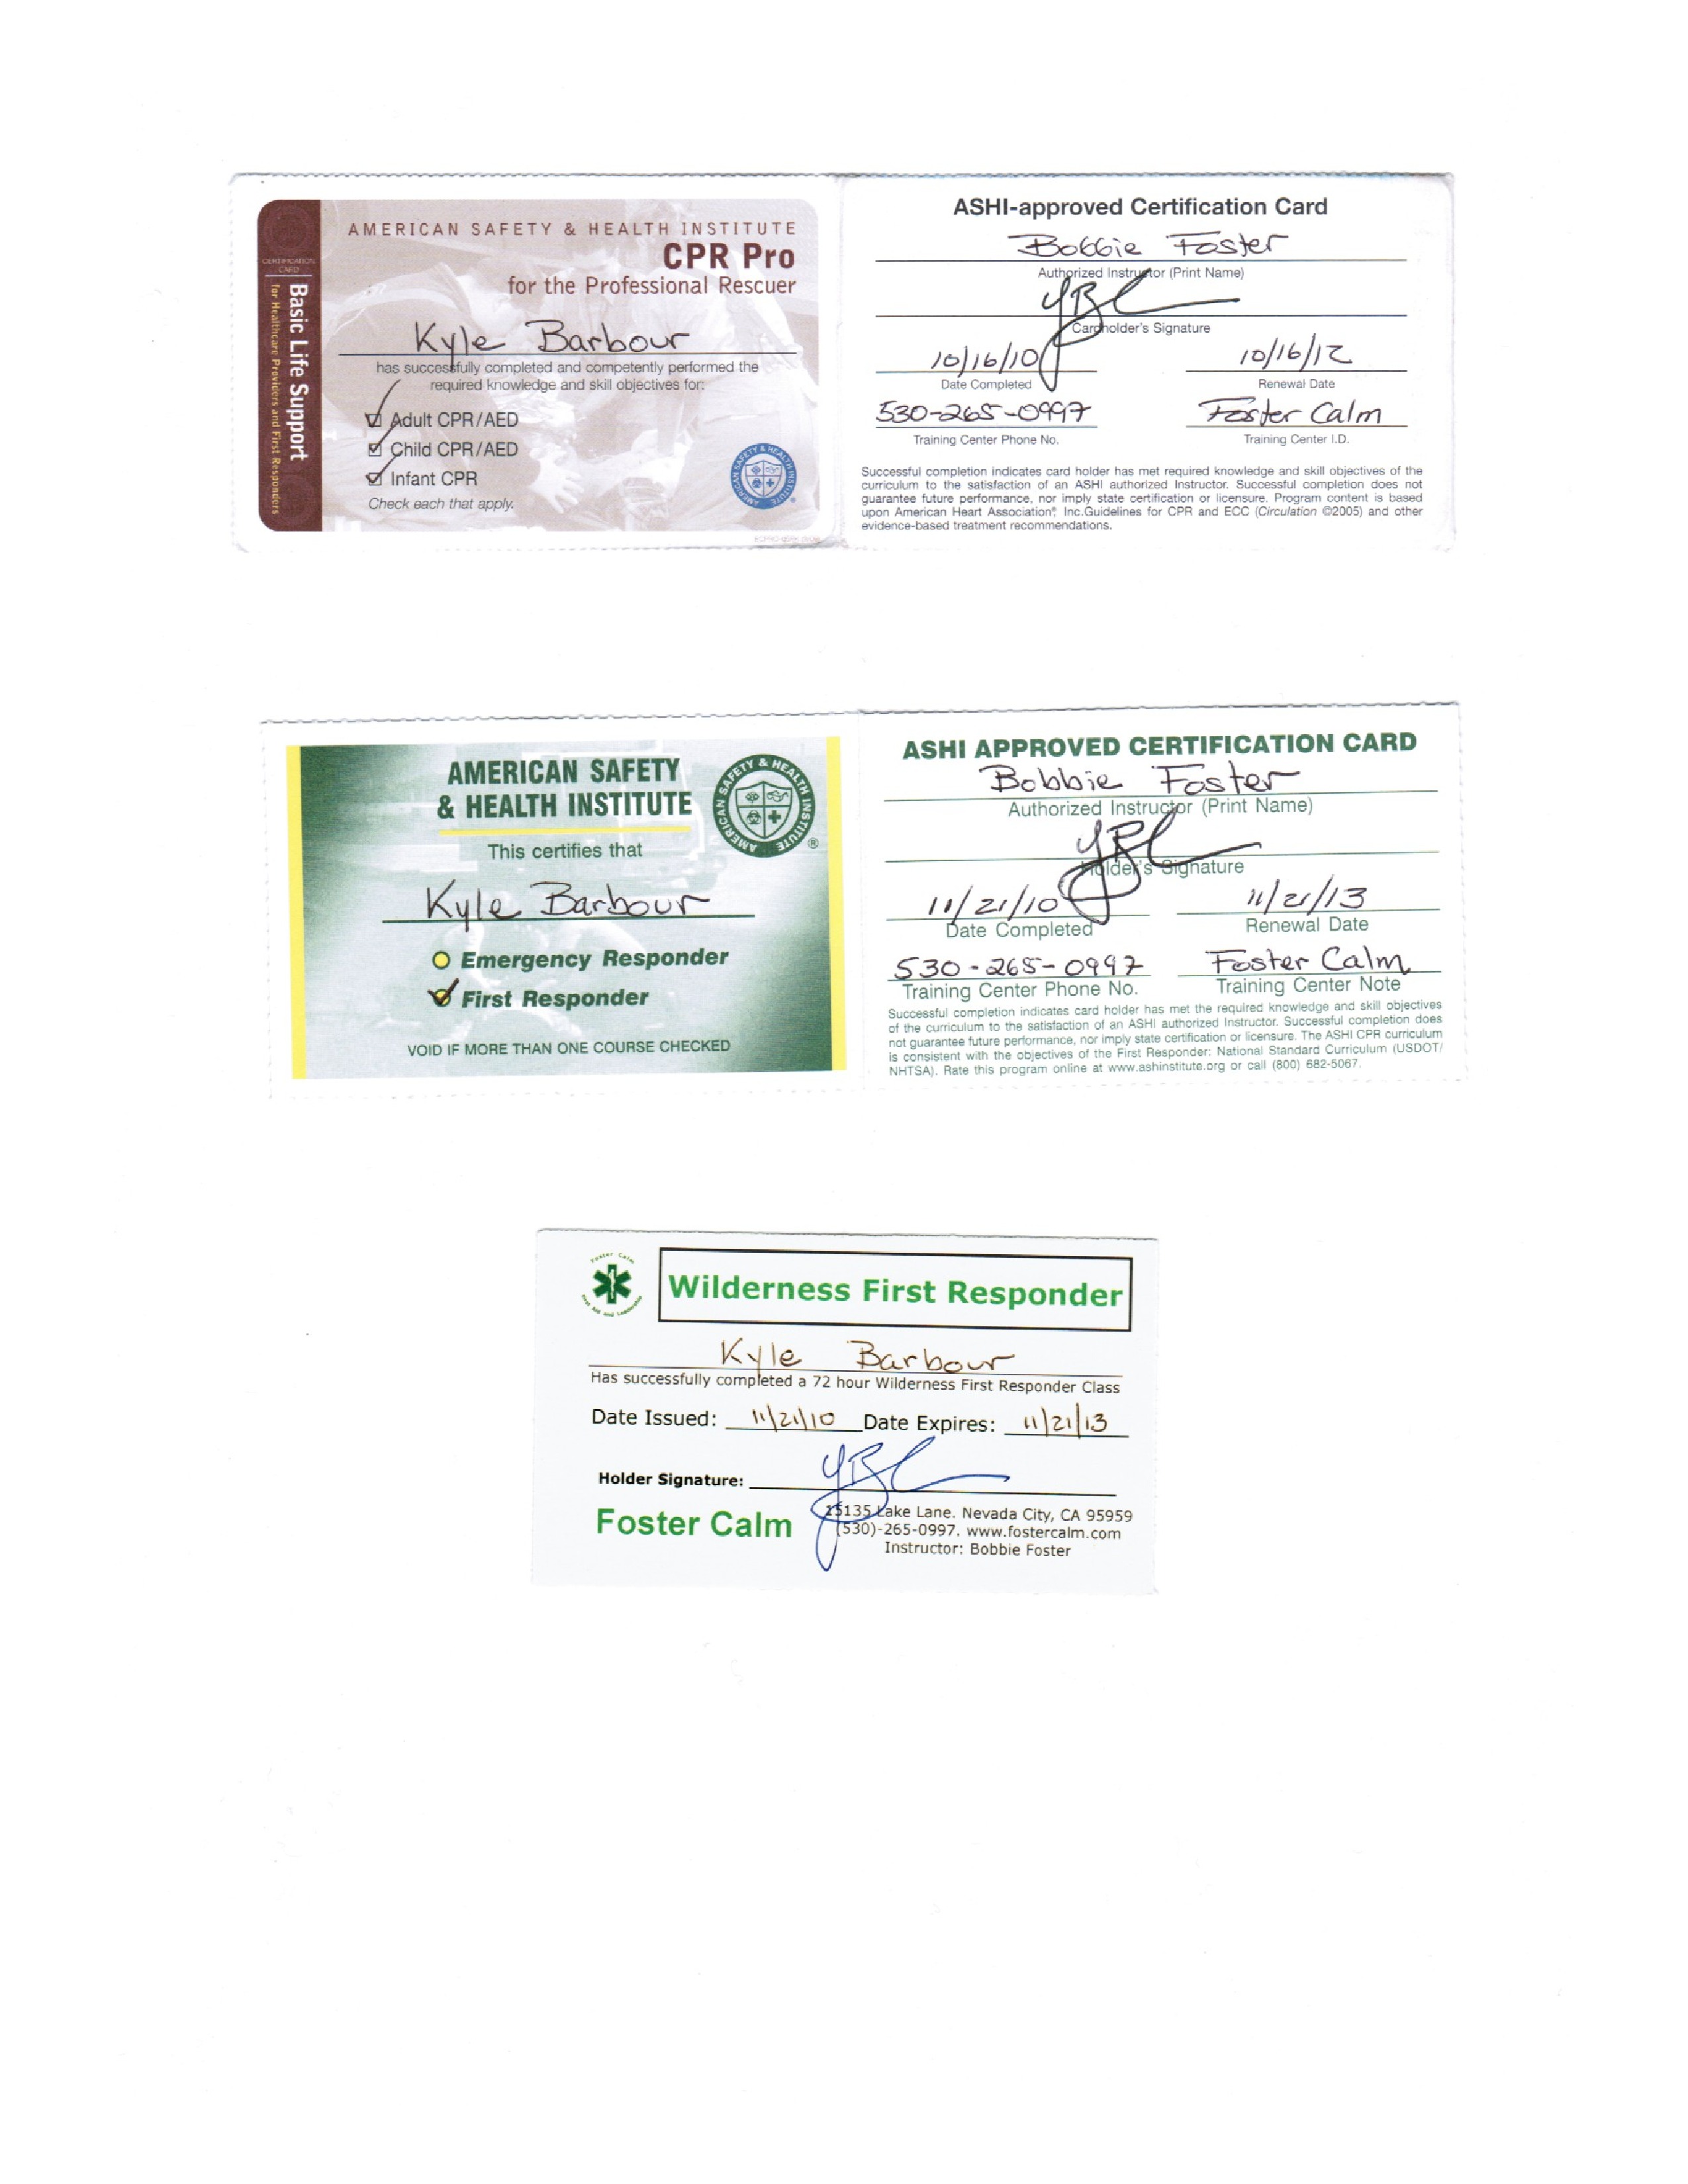 AMERICAN SAFETY & HEALTH INSTITUTE
CPR Pro
for the Professional Rescuer
CERTIFICATION
CARD
Basic Life Support
for Healthcare Providers and First Responders
Kyle Barbour
has successfully completed and competently performed the
required knowledge and skill objectives for:
Adult CPR/AED
Child CPR/AED
Infant CPR
Check each that apply.
AMERICAN SAFETY & HEALTH INSTITUTE
ASHI-approved Certification Card
Bobbie Foster
Authorized Instructor (Print Name)
Cardholder's Signature
10/16/10 10/16/12
Date Completed Renewal Date
530-265-0997 Foster Calm
Training Center Phone No. Training Center I.D.
Successful completion indicates card holder has met required knowledge and skill objectives of the
curriculum to the satisfaction of an ASHI authorized Instructor. Successful completion does not
guarantee future performance, nor imply state certification or licensure. Program content is based
upon American Heart Association®, Inc.Guidelines for CPR and ECC (Circulation ©2005) and other
evidence-based treatment recommendations.
AMERICAN SAFETY
& HEALTH INSTITUTE
AMERICAN SAFETY & HEALTH INSTITUTE ®
This certifies that
Kyle Barbour
Emergency Responder
First Responder
VOID IF MORE THAN ONE COURSE CHECKED
ASHI APPROVED CERTIFICATION CARD
Bobbie Foster
Authorized Instructor (Print Name)
Holder's Signature
11/21/10 11/21/13
Date Completed Renewal Date
530-265-0997 Foster Calm
Training Center Phone No. Training Center Note
Successful completion indicates card holder has met the required knowledge and skill objectives
of the curriculum to the satisfaction of an ASHI authorized Instructor. Successful completion does
not guarantee future performance, nor imply state certification or licensure. The ASHI CPR curriculum
is consistent with the objectives of the First Responder: National Standard Curriculum (USDOT/
NHTSA). Rate this program online at www.ashinstitute.org or call (800) 682-5067.
Foster Calm
First Aid and Leadership
Wilderness First Responder
Kyle Barbour
Has successfully completed a 72 hour Wilderness First Responder Class
Date Issued: 11/21/10 Date Expires: 11/21/13
Holder Signature:
Foster Calm
15135 Lake Lane. Nevada City, CA 95959
(530)-265-0997. www.fostercalm.com
Instructor: Bobbie Foster